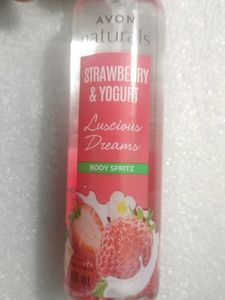 AVON
naturals
STRAWBERRY
& YOGURT
Luscious
Dreams
BODY SPRITZ